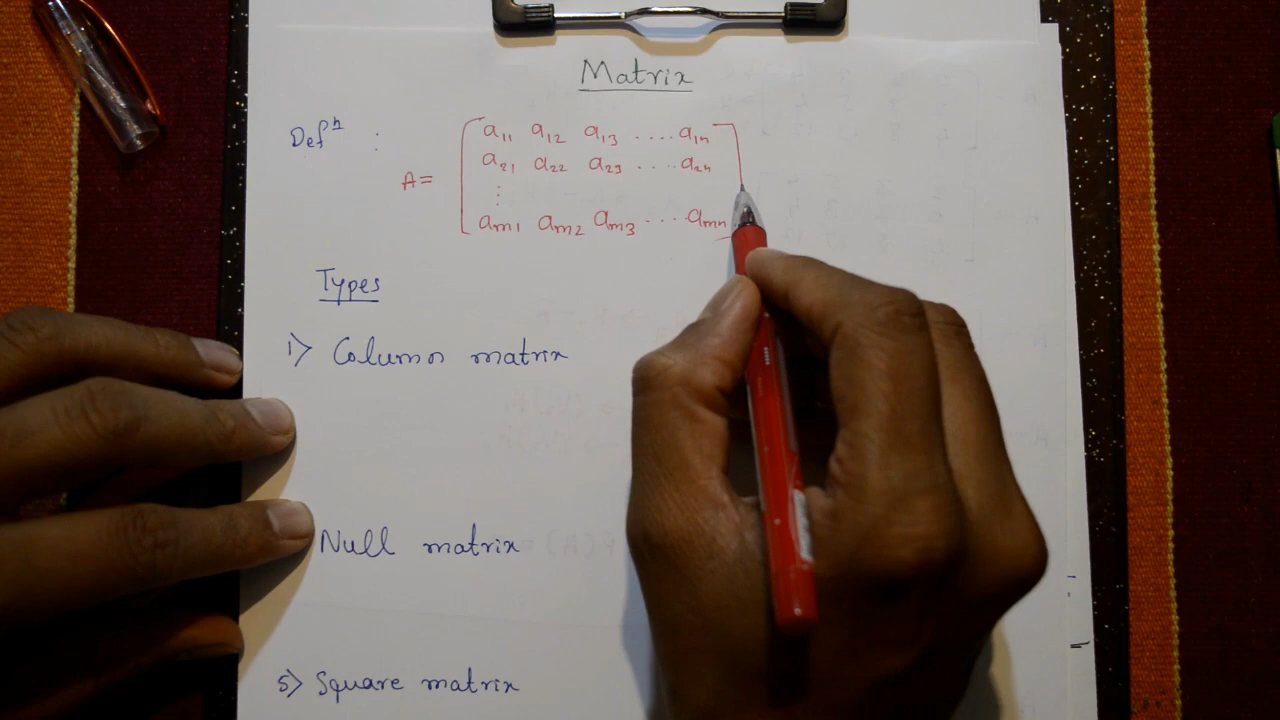 Matrix
Defⁿ :
a₁₁ a₁₂ a₁₃ .... a₁ₙ
a₂₁ a₂₂ a₂₃ .... a₂ₙ
A =
⋮
aₘ₁ aₘ₂ aₘ₃ .... aₘₙ
Types
1) Column matrix
Null matrix
5) Square matrix